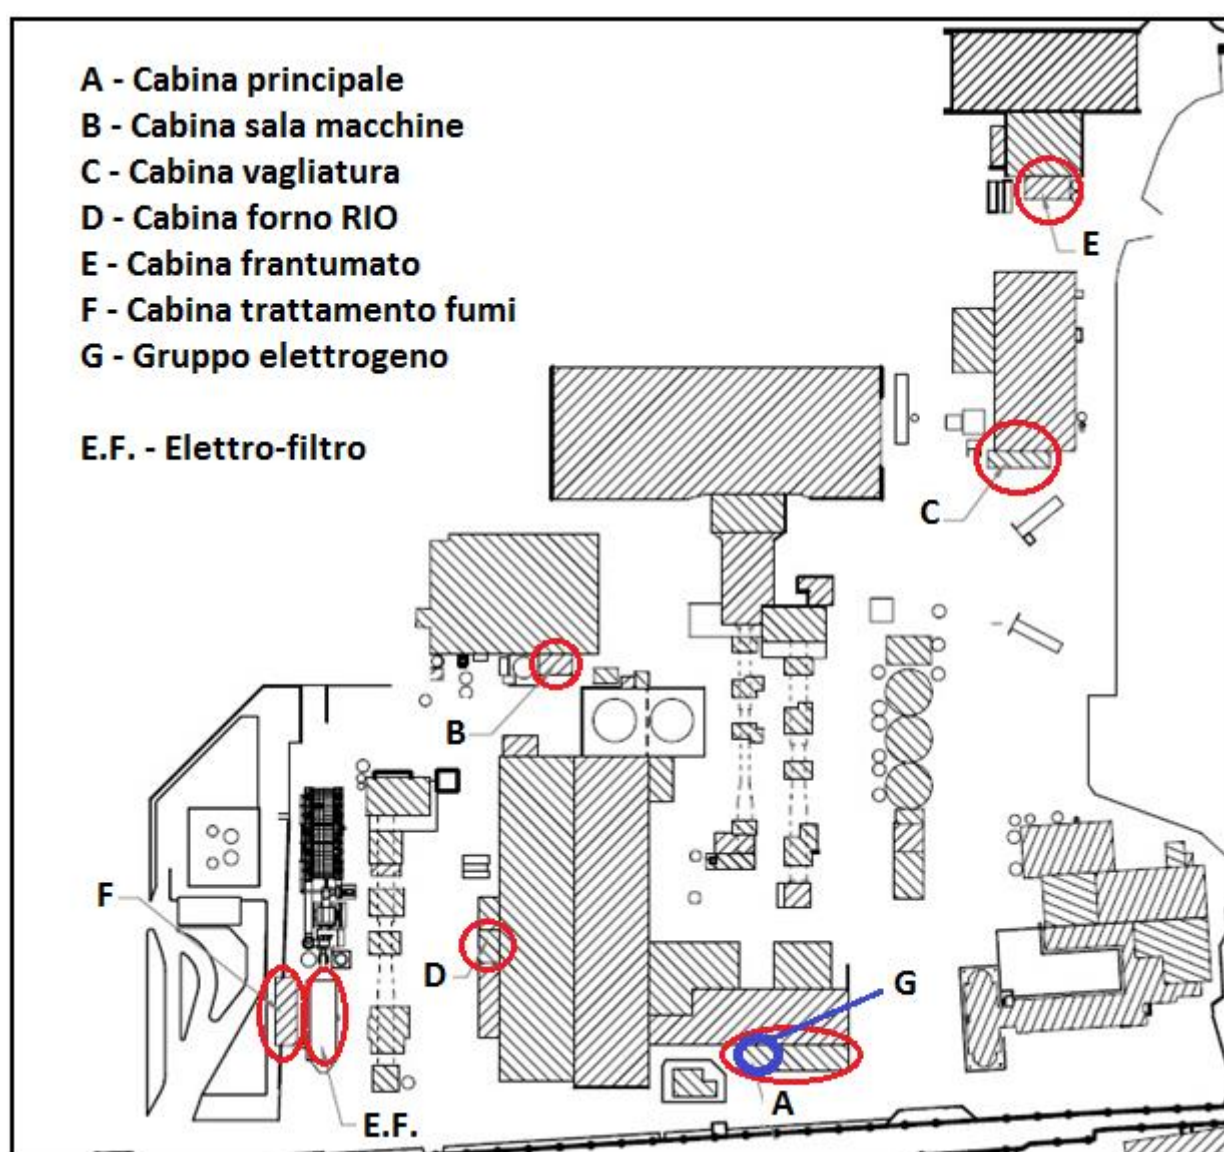 A - Cabina principale
B - Cabina sala macchine
C - Cabina vagliatura
D - Cabina forno RIO
E - Cabina frantumato
F - Cabina trattamento fumi
G - Gruppo elettrogeno
E.F. - Elettro-filtro
E
C
B
F
D
G
A
E.F.